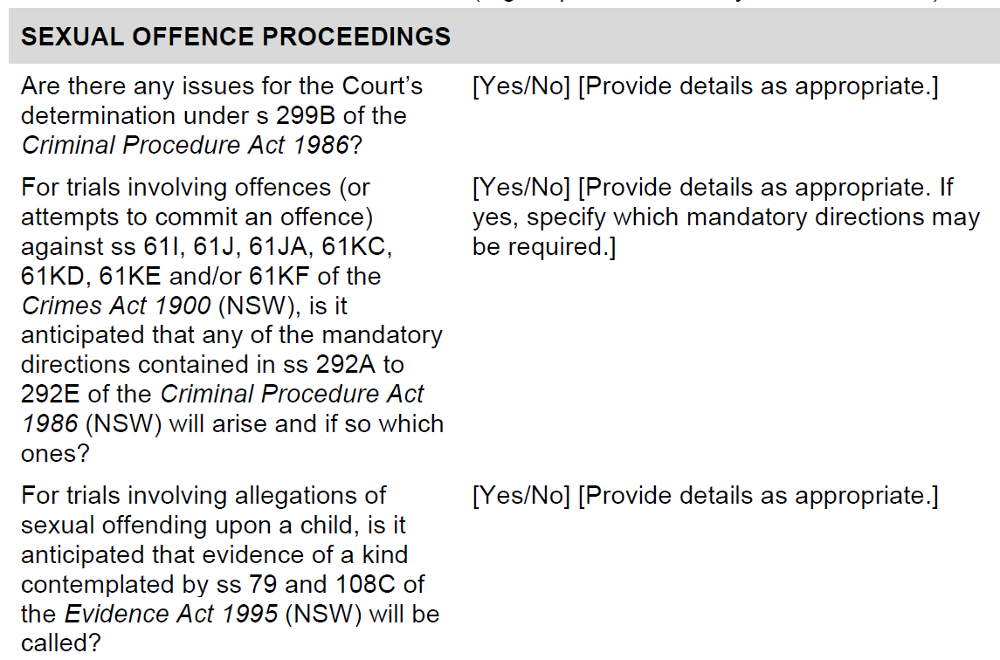 SEXUAL OFFENCE PROCEEDINGS
Are there any issues for the Court’s
determination under s 299B of the
Criminal Procedure Act 1986?
[Yes/No] [Provide details as appropriate.]
For trials involving offences (or
attempts to commit an offence)
against ss 61I, 61J, 61JA, 61KC,
61KD, 61KE and/or 61KF of the
Crimes Act 1900 (NSW), is it
anticipated that any of the mandatory
directions contained in ss 292A to
292E of the Criminal Procedure Act
1986 (NSW) will arise and if so which
ones?
[Yes/No] [Provide details as appropriate. If
yes, specify which mandatory directions may
be required.]
For trials involving allegations of
sexual offending upon a child, is it
anticipated that evidence of a kind
contemplated by ss 79 and 108C of
the Evidence Act 1995 (NSW) will be
called?
[Yes/No] [Provide details as appropriate.]